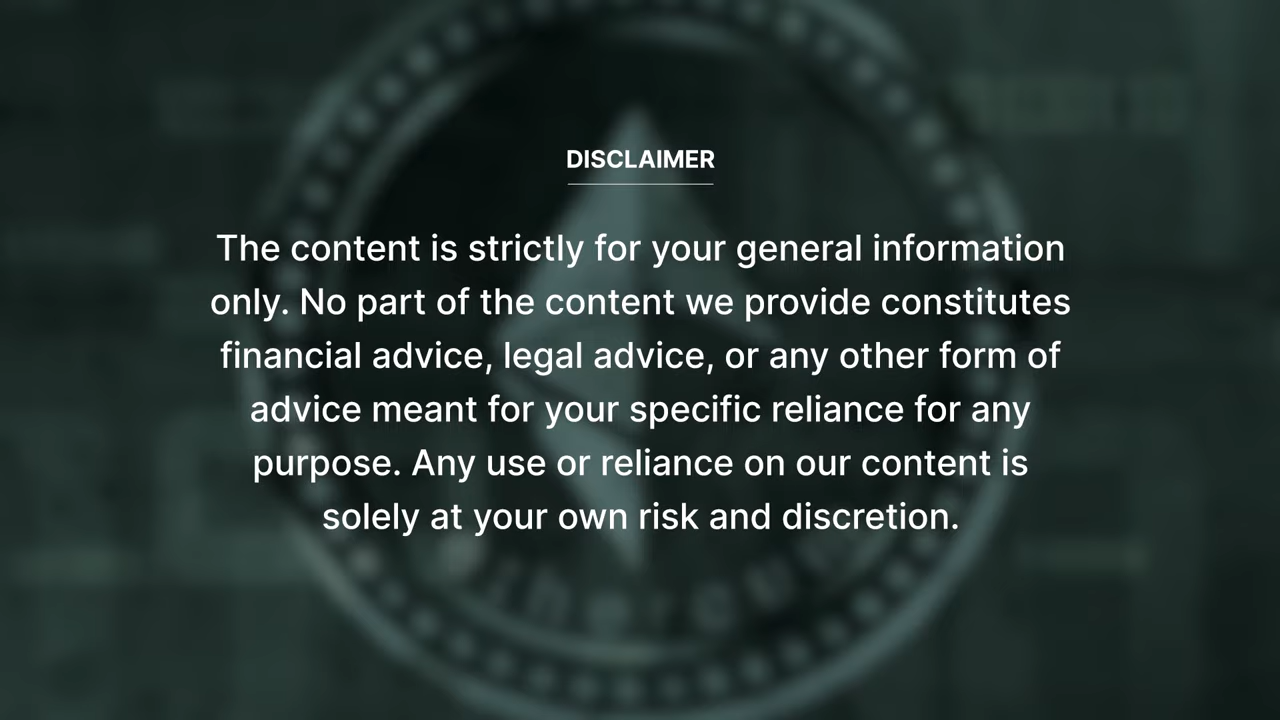 DISCLAIMER
The content is strictly for your general information
only. No part of the content we provide constitutes
financial advice, legal advice, or any other form of
advice meant for your specific reliance for any
purpose. Any use or reliance on our content is
solely at your own risk and discretion.
ethereum